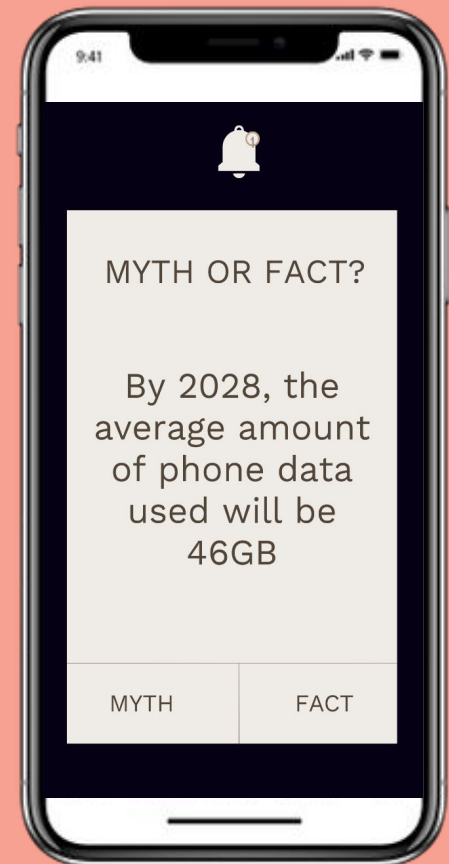 9:41
1
MYTH OR FACT?
By 2028, the
average amount
of phone data
used will be
46GB
MYTH FACT